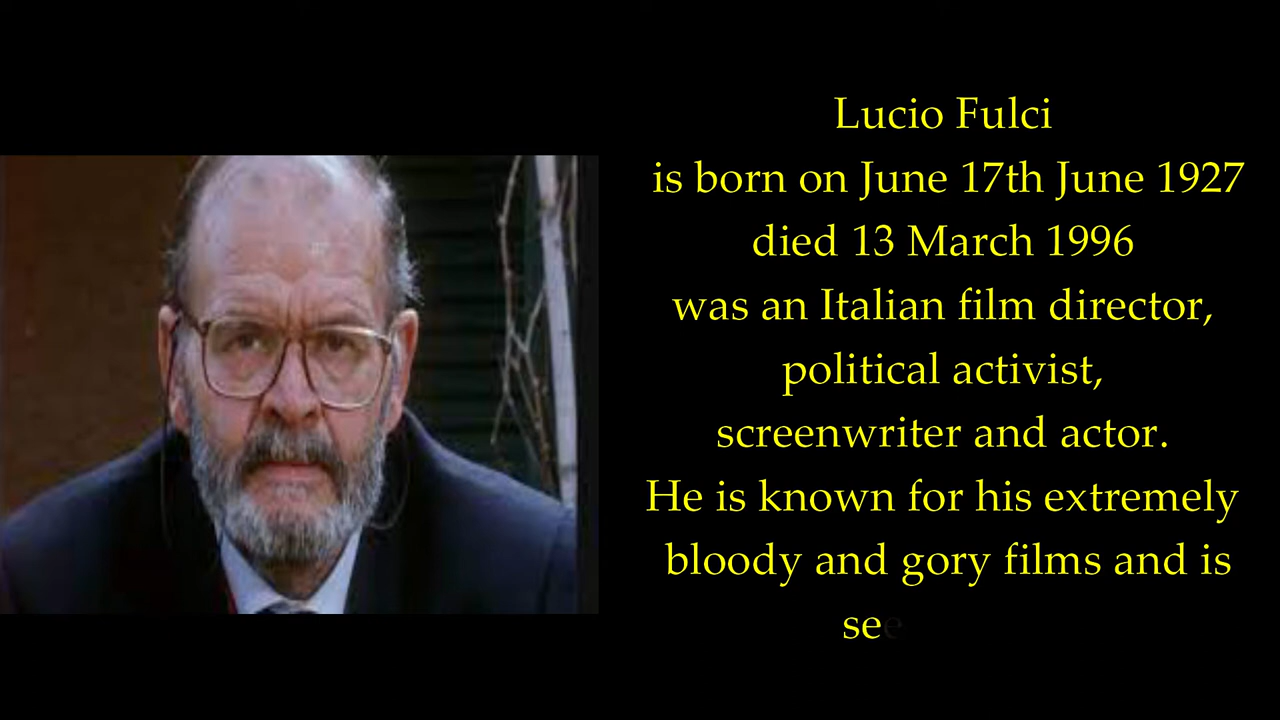 Lucio Fulci
is born on June 17th June 1927
died 13 March 1996
was an Italian film director,
political activist,
screenwriter and actor.
He is known for his extremely
bloody and gory films and is
see